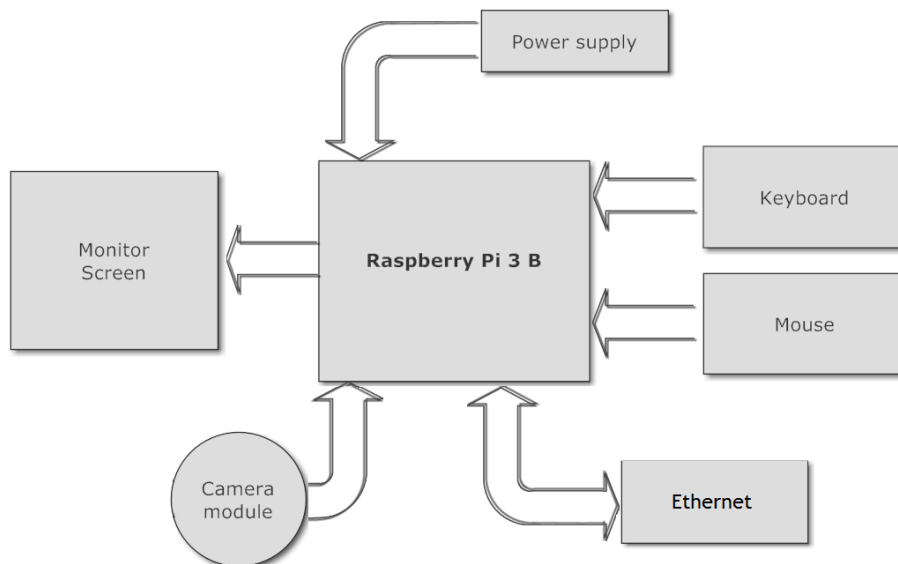 Power supply
Keyboard
Monitor
Screen
Raspberry Pi 3 B
Mouse
Camera
module
Ethernet